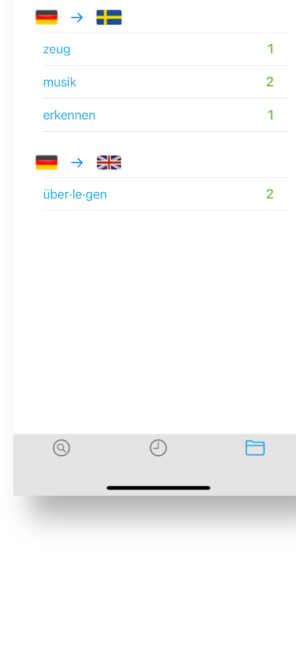 →
zeug 1
musik 2
erkennen 1
→
über·le·gen 2